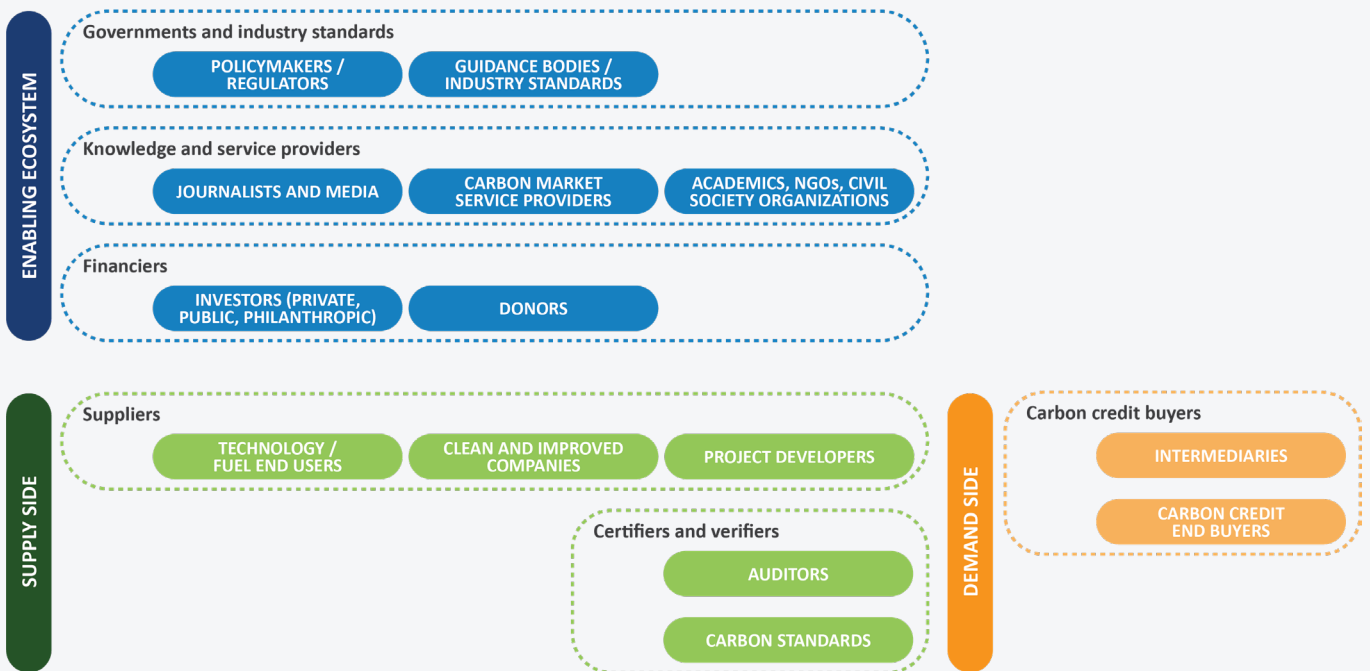 ENABLING ECOSYSTEM
Governments and industry standards
POLICYMAKERS /
REGULATORS
GUIDANCE BODIES /
INDUSTRY STANDARDS
Knowledge and service providers
JOURNALISTS AND MEDIA
CARBON MARKET
SERVICE PROVIDERS
ACADEMICS, NGOs, CIVIL
SOCIETY ORGANIZATIONS
Financiers
INVESTORS (PRIVATE,
PUBLIC, PHILANTHROPIC)
DONORS
SUPPLY SIDE
Suppliers
TECHNOLOGY /
FUEL END USERS
CLEAN AND IMPROVED
COMPANIES
PROJECT DEVELOPERS
Certifiers and verifiers
AUDITORS
CARBON STANDARDS
DEMAND SIDE
Carbon credit buyers
INTERMEDIARIES
CARBON CREDIT
END BUYERS